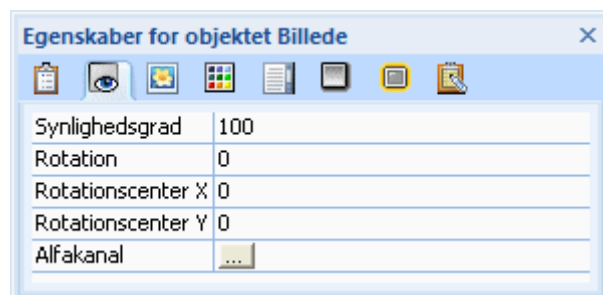 Egenskaber for objektet Billede
Synlighedsgrad 100
Rotation 0
Rotationscenter X 0
Rotationscenter Y 0
Alfakanal ...